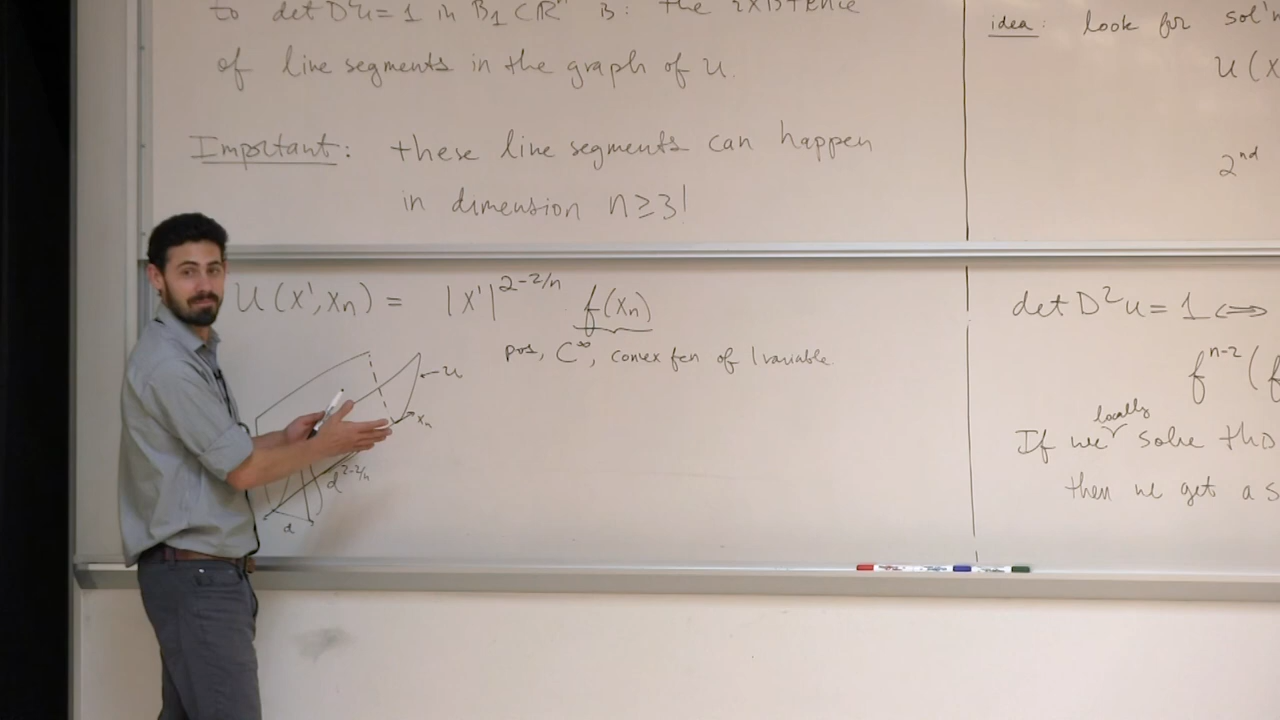 to det D²u = 1 in B₁ ⊂ ℝⁿ is: the existence
of line segments in the graph of u.
Important: these line segments can happen
in dimension n ≥ 3!
u(x', xₙ) = |x'|^{2-2/n} f(xₙ)
pos, C^∞, convex fcn of 1 variable.
u
xₙ
d^{2-2/n}
d
idea: look for sol'n
u(x
2nd
det D²u = 1 ⟺
f^{n-2} (f
locally
If we solve this
then we get a s